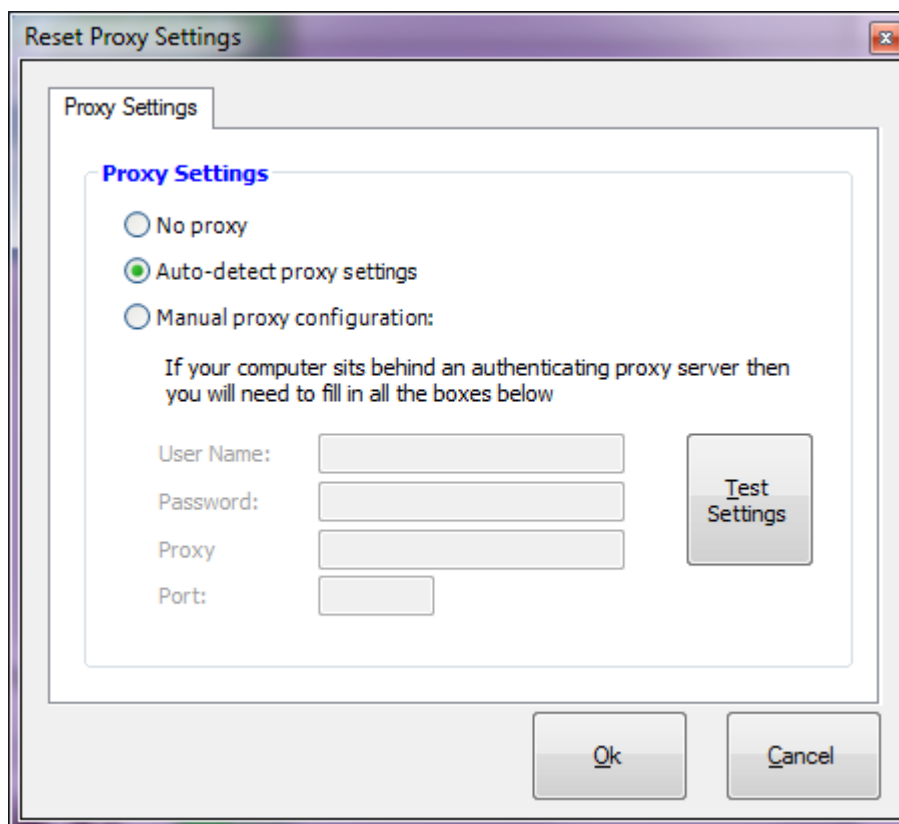 Reset Proxy Settings
Proxy Settings
Proxy Settings
No proxy
Auto-detect proxy settings
Manual proxy configuration:
If your computer sits behind an authenticating proxy server then
you will need to fill in all the boxes below
User Name:
Password:
Proxy
Port:
Test
Settings
Ok
Cancel